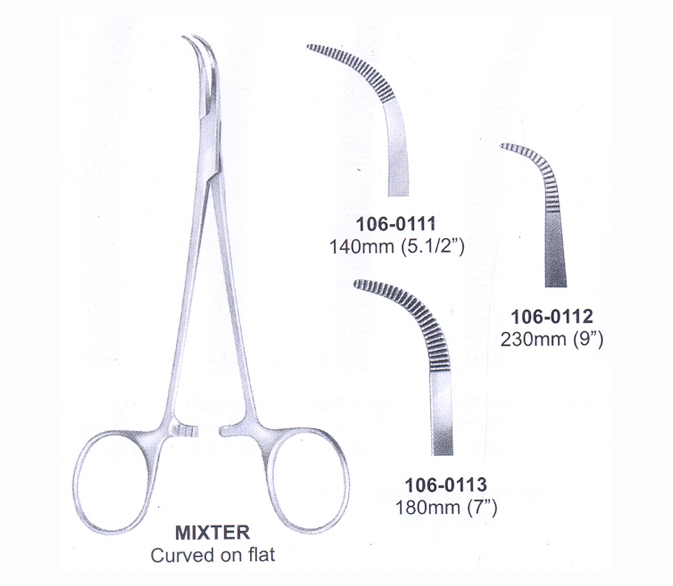 106-0111
140mm (5.1/2”)
106-0112
230mm (9”)
106-0113
180mm (7”)
MIXTER
Curved on flat